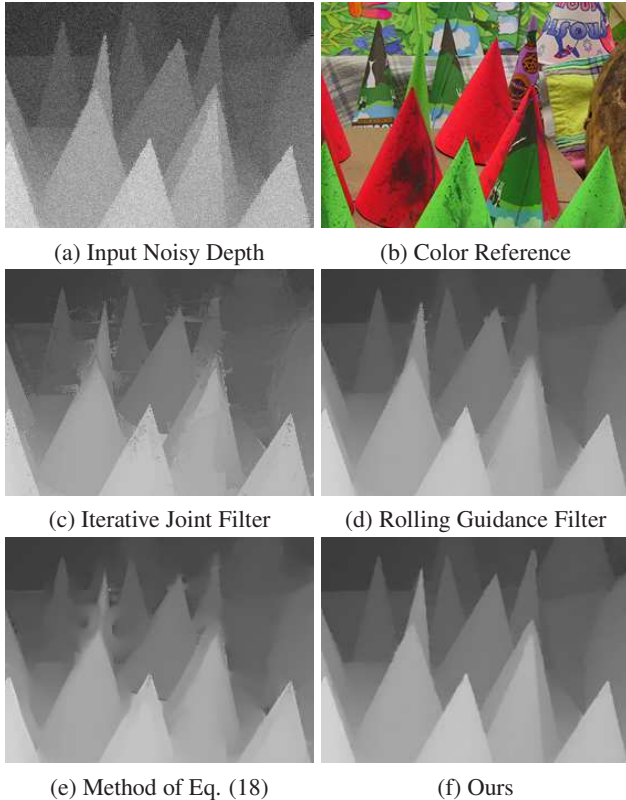 (a) Input Noisy Depth
(b) Color Reference
(c) Iterative Joint Filter
(d) Rolling Guidance Filter
(e) Method of Eq. (18)
(f) Ours